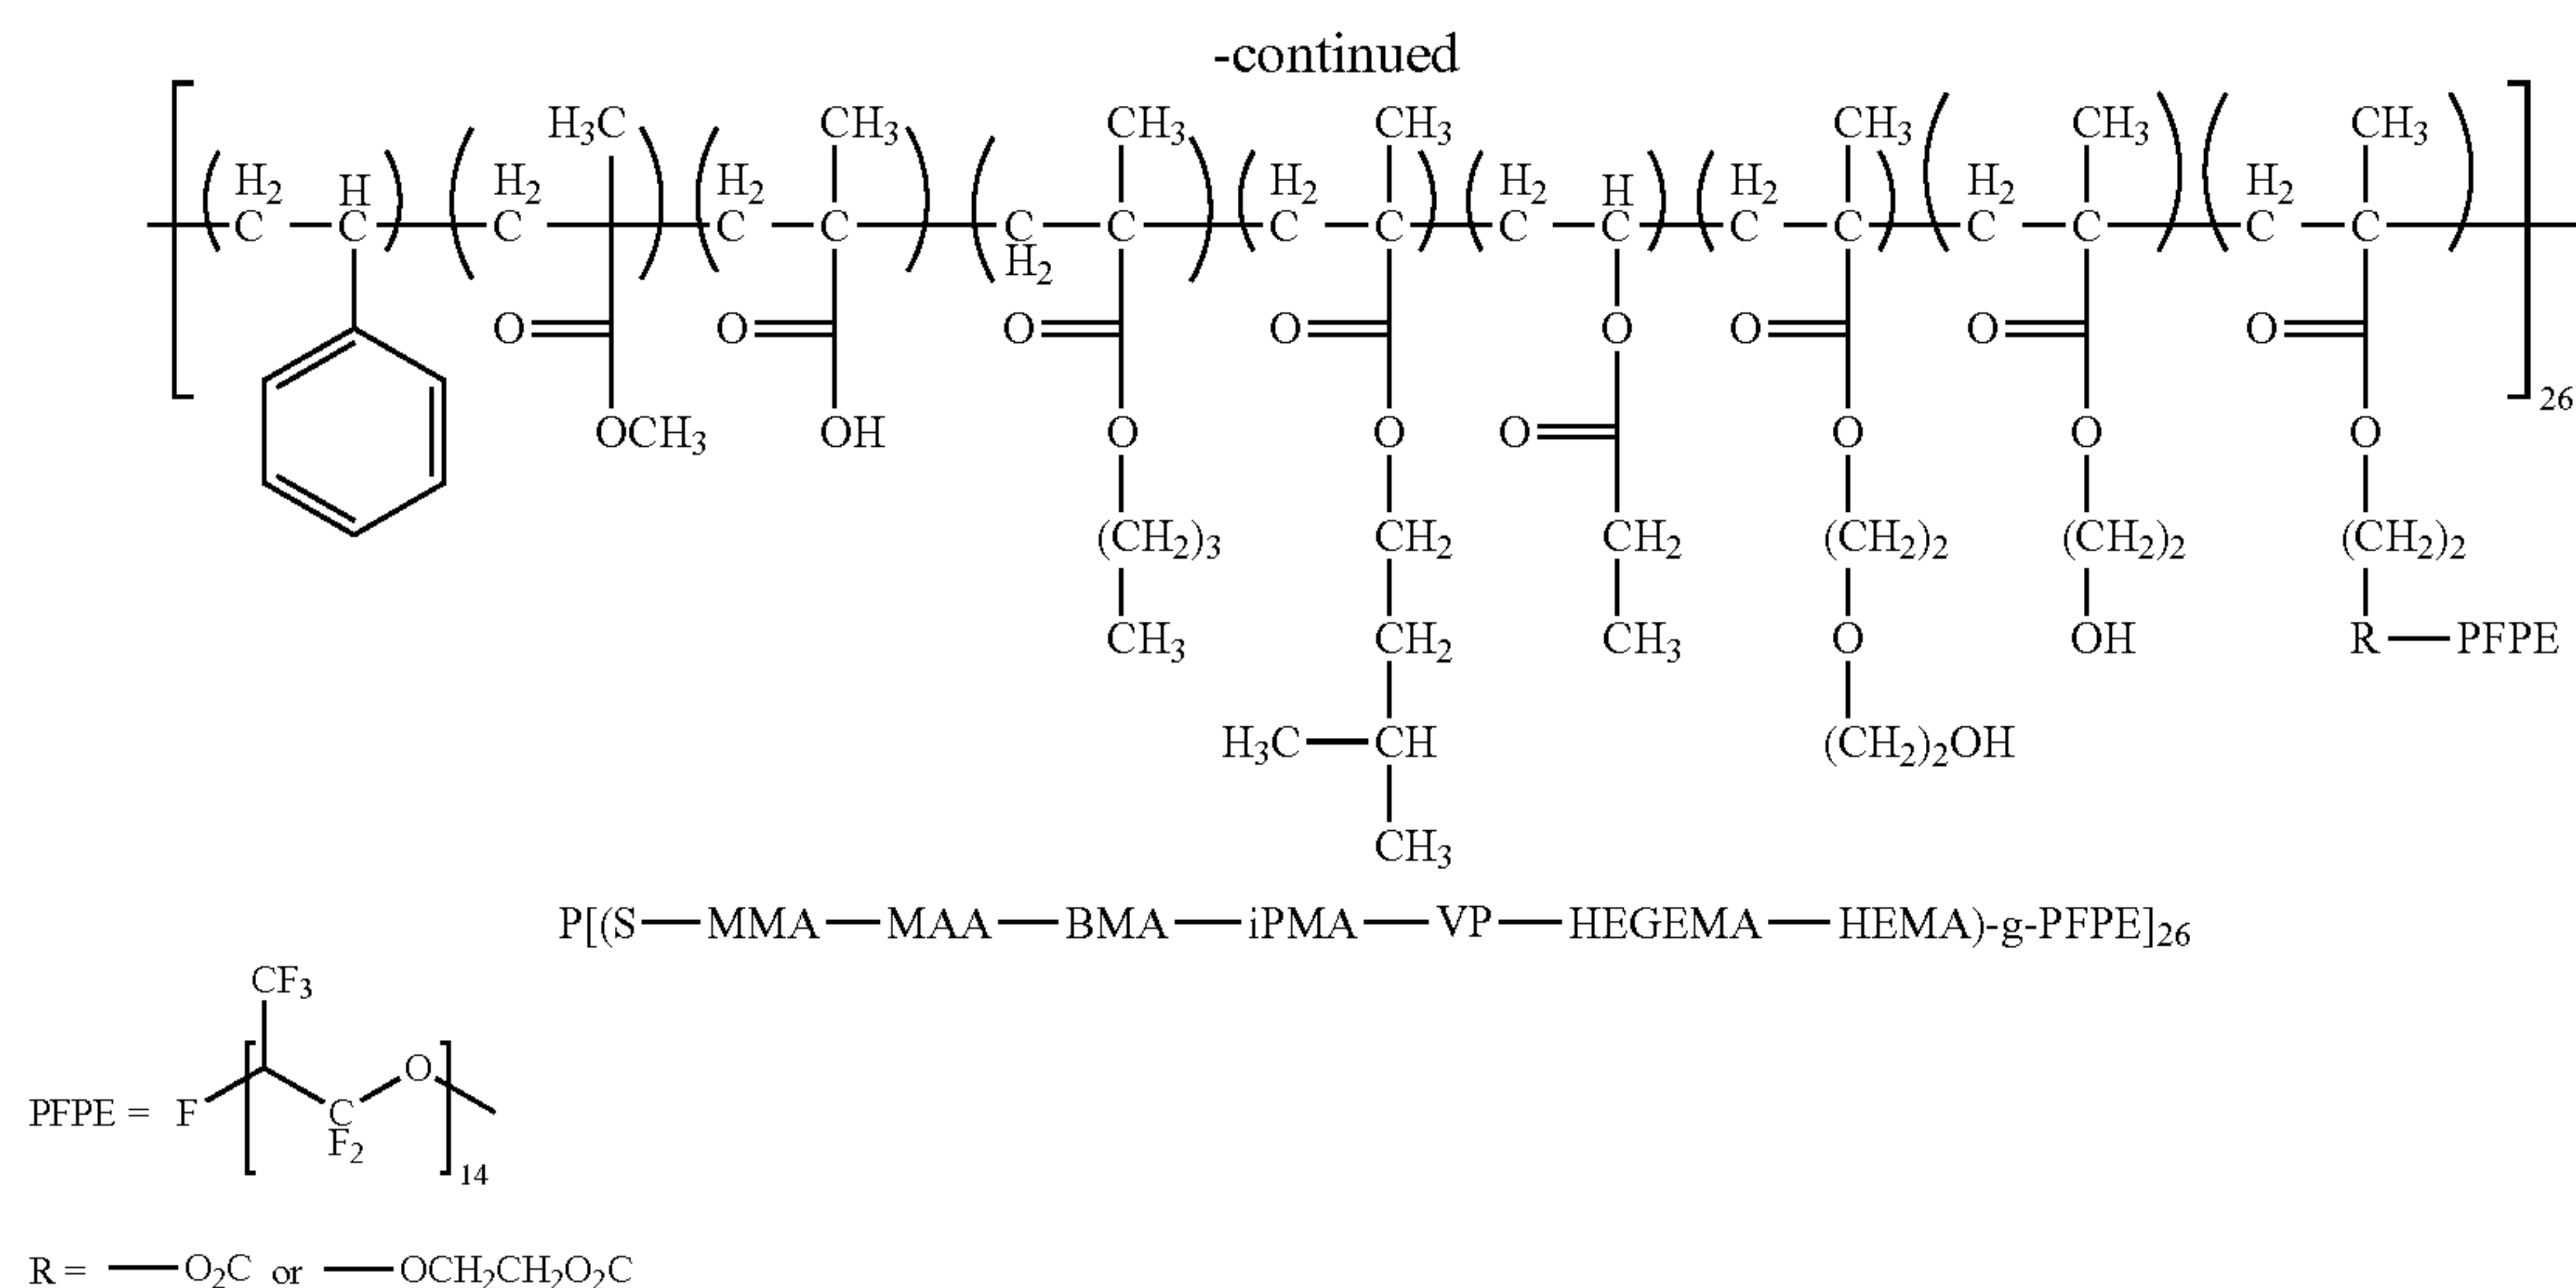 -continued
H3C CH3 CH3 CH3 CH3 CH3 CH3
H2 H H2 H2 H2 H2 H H2 H2 H2
C C C C C C C C C C C C C C C C C
H2
O O O O O O O O
OCH3 OH O O O O O O
(CH2)3 CH2 CH2 (CH2)2 (CH2)2 (CH2)2
CH3 CH2 CH3 O OH R PFPE
H3C CH (CH2)2OH
CH3
26
P[(S—MMA—MAA—BMA—iPMA—VP—HEGEMA—HEMA)-g-PFPE]26
CF3
O
PFPE = F C
F2
14
R = —O2C or —OCH2CH2O2C